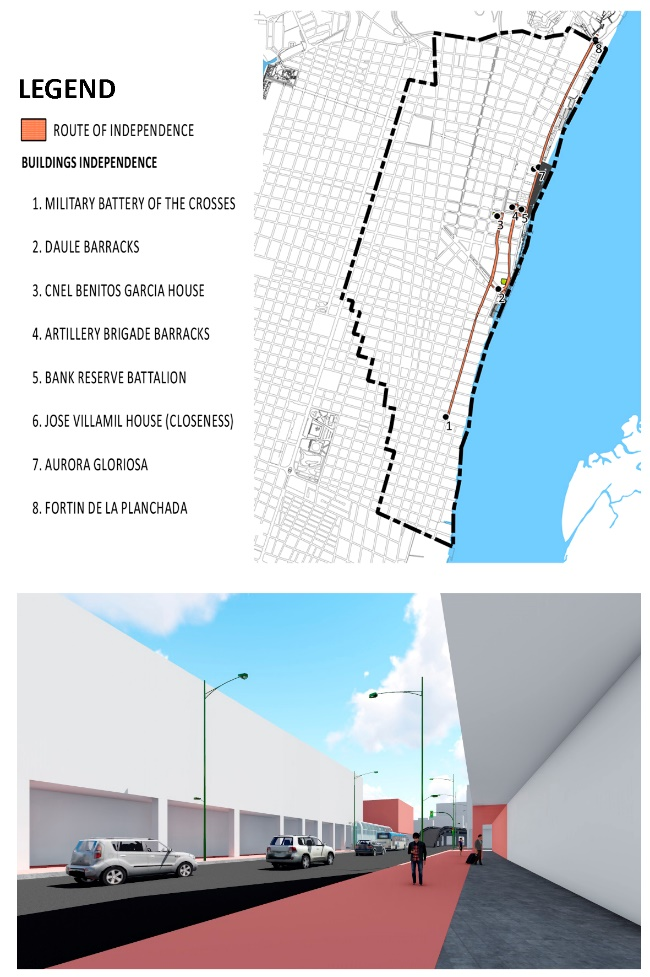 LEGEND
ROUTE OF INDEPENDENCE
BUILDINGS INDEPENDENCE
1. MILITARY BATTERY OF THE CROSSES
2. DAULE BARRACKS
3. CNEL BENITOS GARCIA HOUSE
4. ARTILLERY BRIGADE BARRACKS
5. BANK RESERVE BATTALION
6. JOSE VILLAMIL HOUSE (CLOSENESS)
7. AURORA GLORIOSA
8. FORTIN DE LA PLANCHADA
8
7
4
5
3
2
1